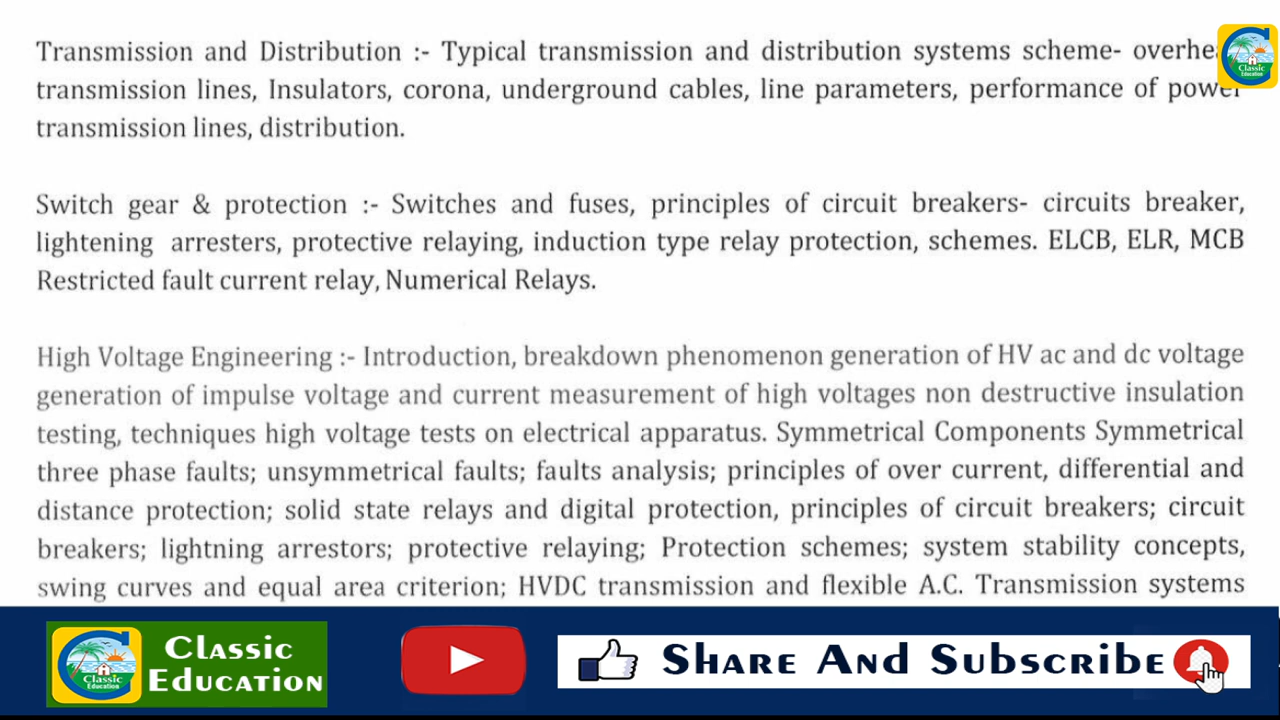 Transmission and Distribution :- Typical transmission and distribution systems scheme-
transmission lines, Insulators, corona, underground cables, line parameters, performance of power
transmission lines, distribution.
Switch gear & protection :- Switches and fuses, principles of circuit breakers- circuits breaker,
lightening arresters, protective relaying, induction type relay protection, schemes. ELCB, ELR, MCB
Restricted fault current relay, Numerical Relays.
High Voltage Engineering :- Introduction, breakdown phenomenon generation of HV ac and dc voltage
generation of impulse voltage and current measurement of high voltages non destructive insulation
testing, techniques high voltage tests on electrical apparatus. Symmetrical Components Symmetrical
three phase faults; unsymmetrical faults; faults analysis; principles of over current, differential and
distance protection; solid state relays and digital protection, principles of circuit breakers; circuit
breakers; lightning arrestors; protective relaying; Protection schemes; system stability concepts,
swing curves and equal area criterion; HVDC transmission and flexible A.C. Transmission systems
Classic
Education
Classic
Education
Classic
Education
Share And Subscribe